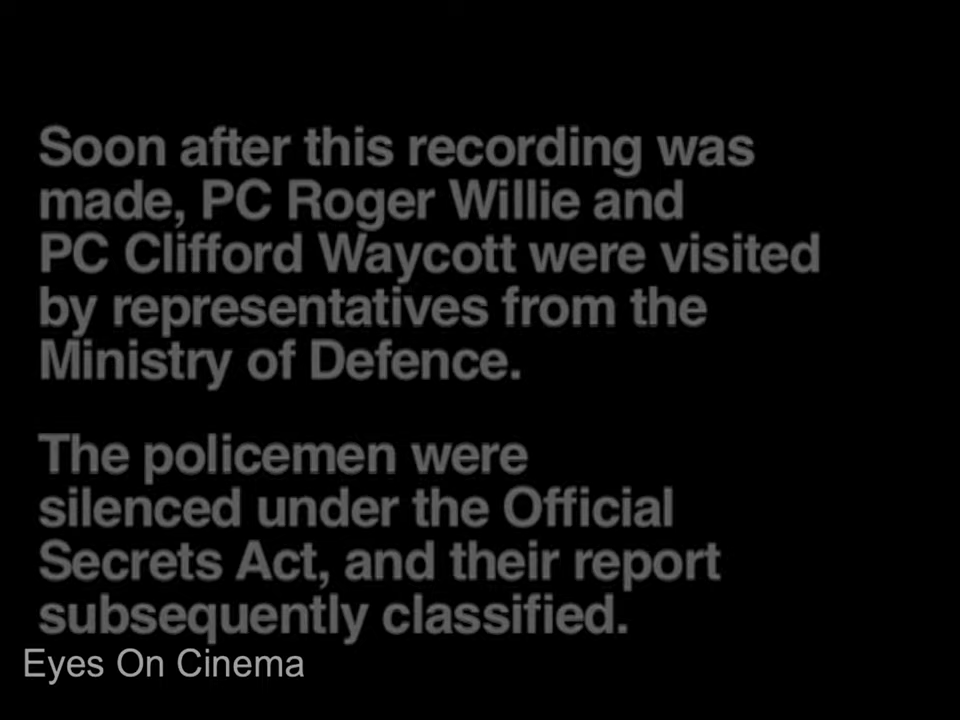 Soon after this recording was
made, PC Roger Willie and
PC Clifford Waycott were visited
by representatives from the
Ministry of Defence.
The policemen were
silenced under the Official
Secrets Act, and their report
subsequently classified.
Eyes On Cinema